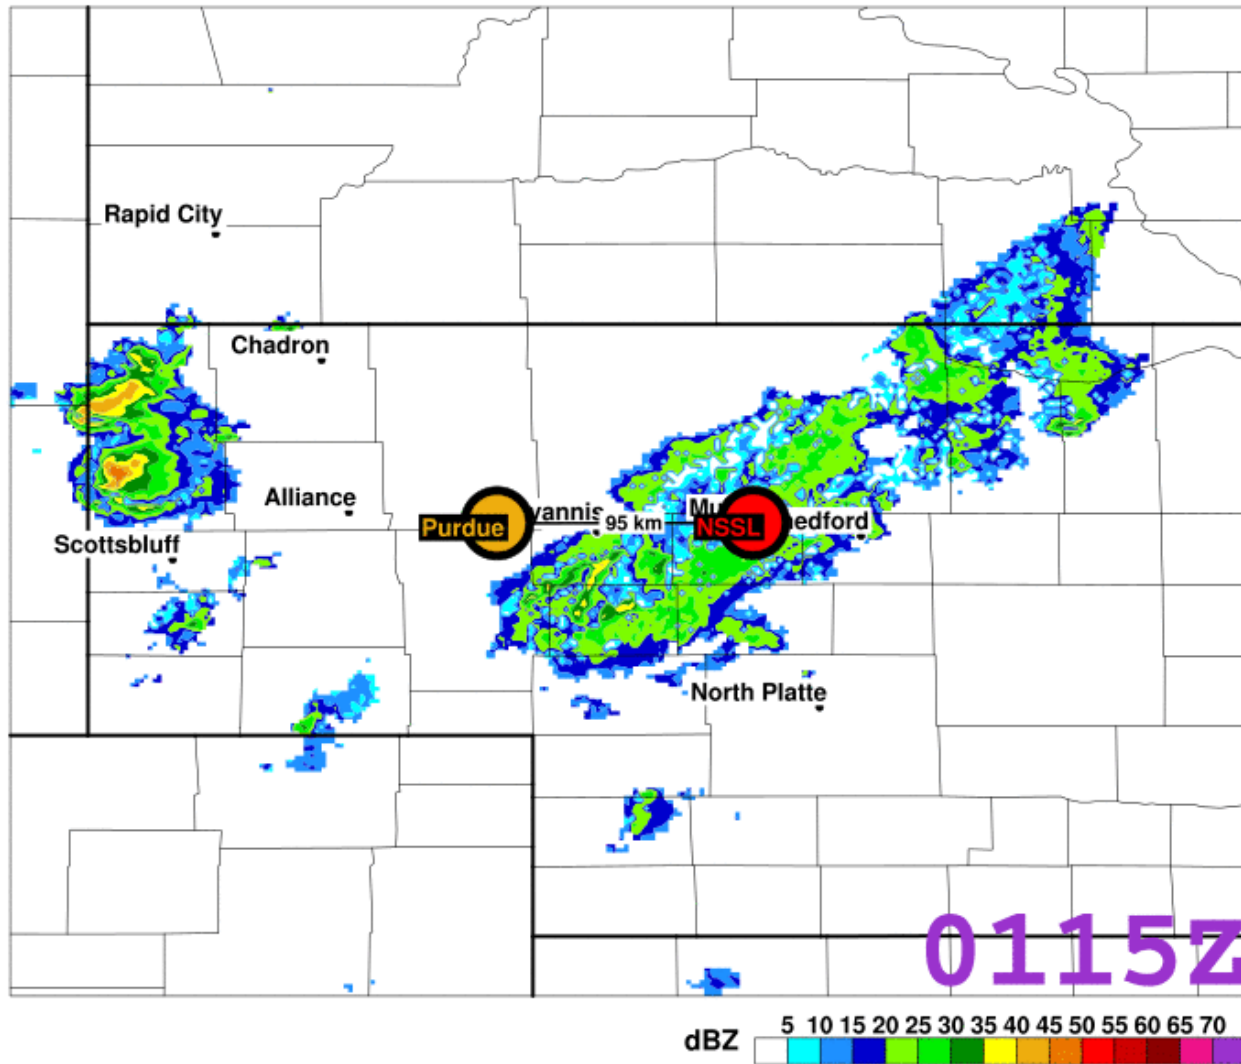 Rapid City
Chadron
Alliance
Scottsbluff
Purdue
yannis
95 km
Mu
NSSL
hedford
North Platte
0115Z
dBZ
5 10 15 20 25 30 35 40 45 50 55 60 65 70